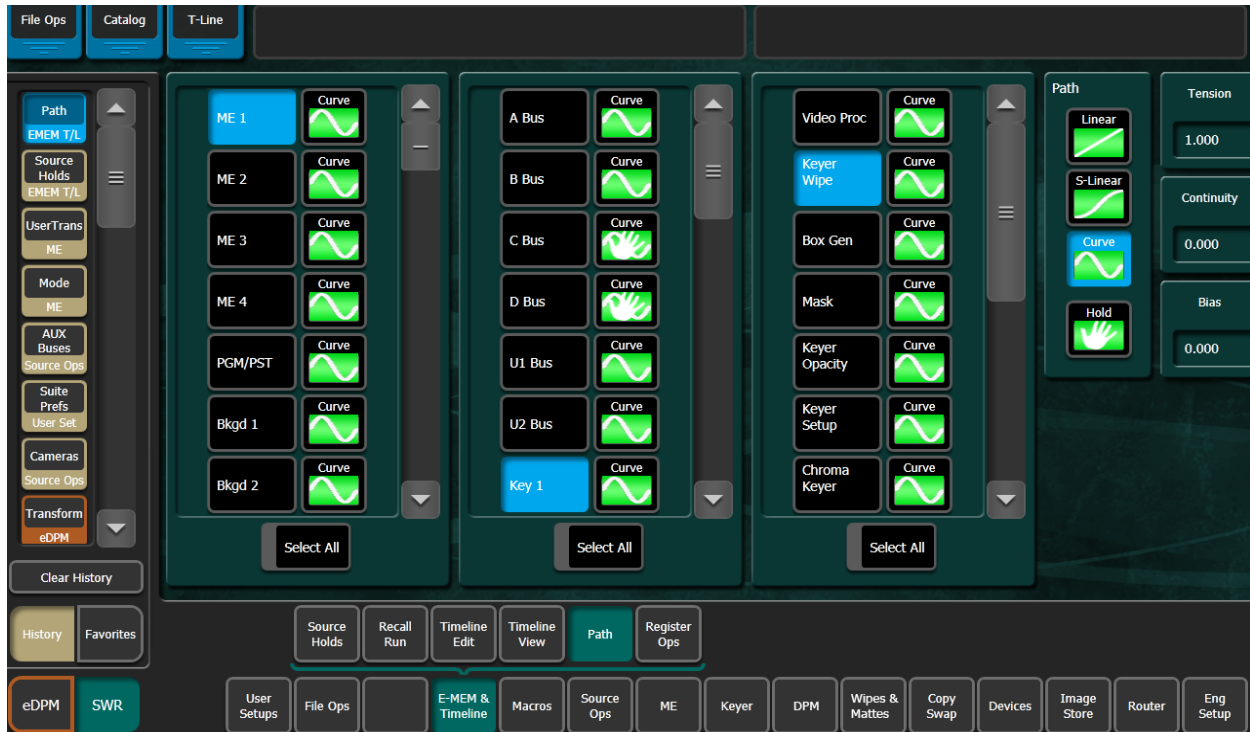 File Ops
Catalog
T-Line
Path
EMEM T/L
Source
Holds
EMEM T/L
UserTrans
ME
Mode
ME
AUX
Buses
Source Ops
Suite
Prefs
User Set
Cameras
Source Ops
Transform
eDPM
Clear History
History
Favorites
eDPM
SWR
ME 1
Curve
ME 2
Curve
ME 3
Curve
ME 4
Curve
PGM/PST
Curve
Bkgd 1
Curve
Bkgd 2
Curve
Select All
A Bus
Curve
B Bus
Curve
C Bus
Curve
D Bus
Curve
U1 Bus
Curve
U2 Bus
Curve
Key 1
Curve
Select All
Video Proc
Curve
Keyer
Wipe
Curve
Box Gen
Curve
Mask
Curve
Keyer
Opacity
Curve
Keyer
Setup
Curve
Chroma
Keyer
Curve
Select All
Path
Linear
S-Linear
Curve
Hold
Tension
1.000
Continuity
0.000
Bias
0.000
Source
Holds
Recall
Run
Timeline
Edit
Timeline
View
Path
Register
Ops
User
Setups
File Ops
E-MEM &
Timeline
Macros
Source
Ops
ME
Keyer
DPM
Wipes &
Mattes
Copy
Swap
Devices
Image
Store
Router
Eng
Setup